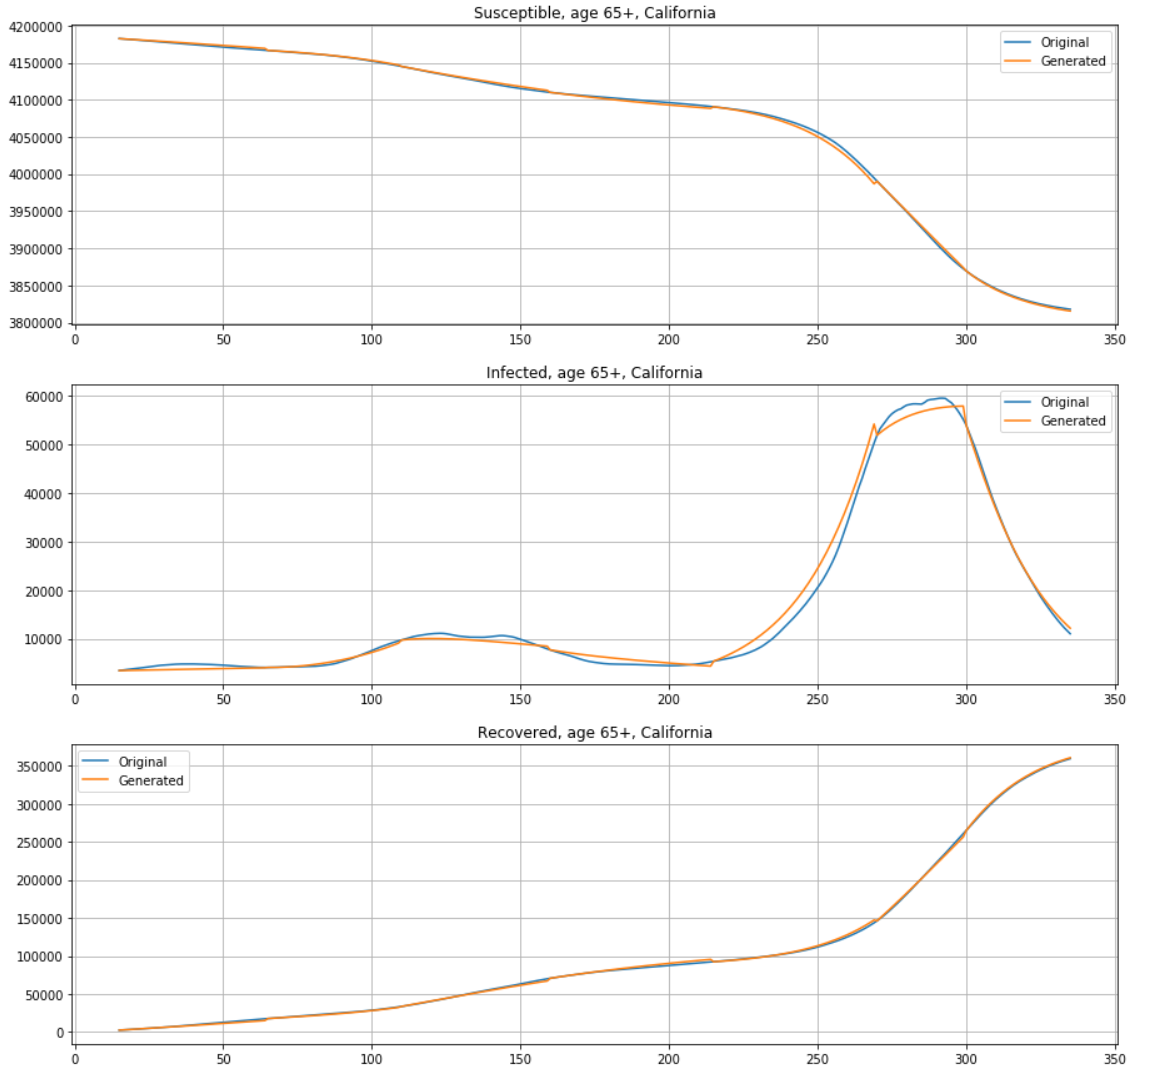 Susceptible, age 65+, California
4200000
4150000
4100000
4050000
4000000
3950000
3900000
3850000
3800000
Original
Generated
0 50 100 150 200 250 300 350
Infected, age 65+, California
60000
50000
40000
30000
20000
10000
Original
Generated
0 50 100 150 200 250 300 350
Recovered, age 65+, California
350000
300000
250000
200000
150000
100000
50000
0
Original
Generated
0 50 100 150 200 250 300 350